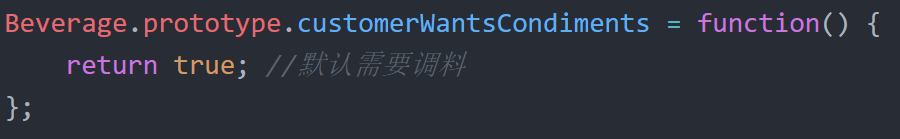 Beverage.prototype.customerWantsCondiments = function() {
    return true; //默认需要调料
};